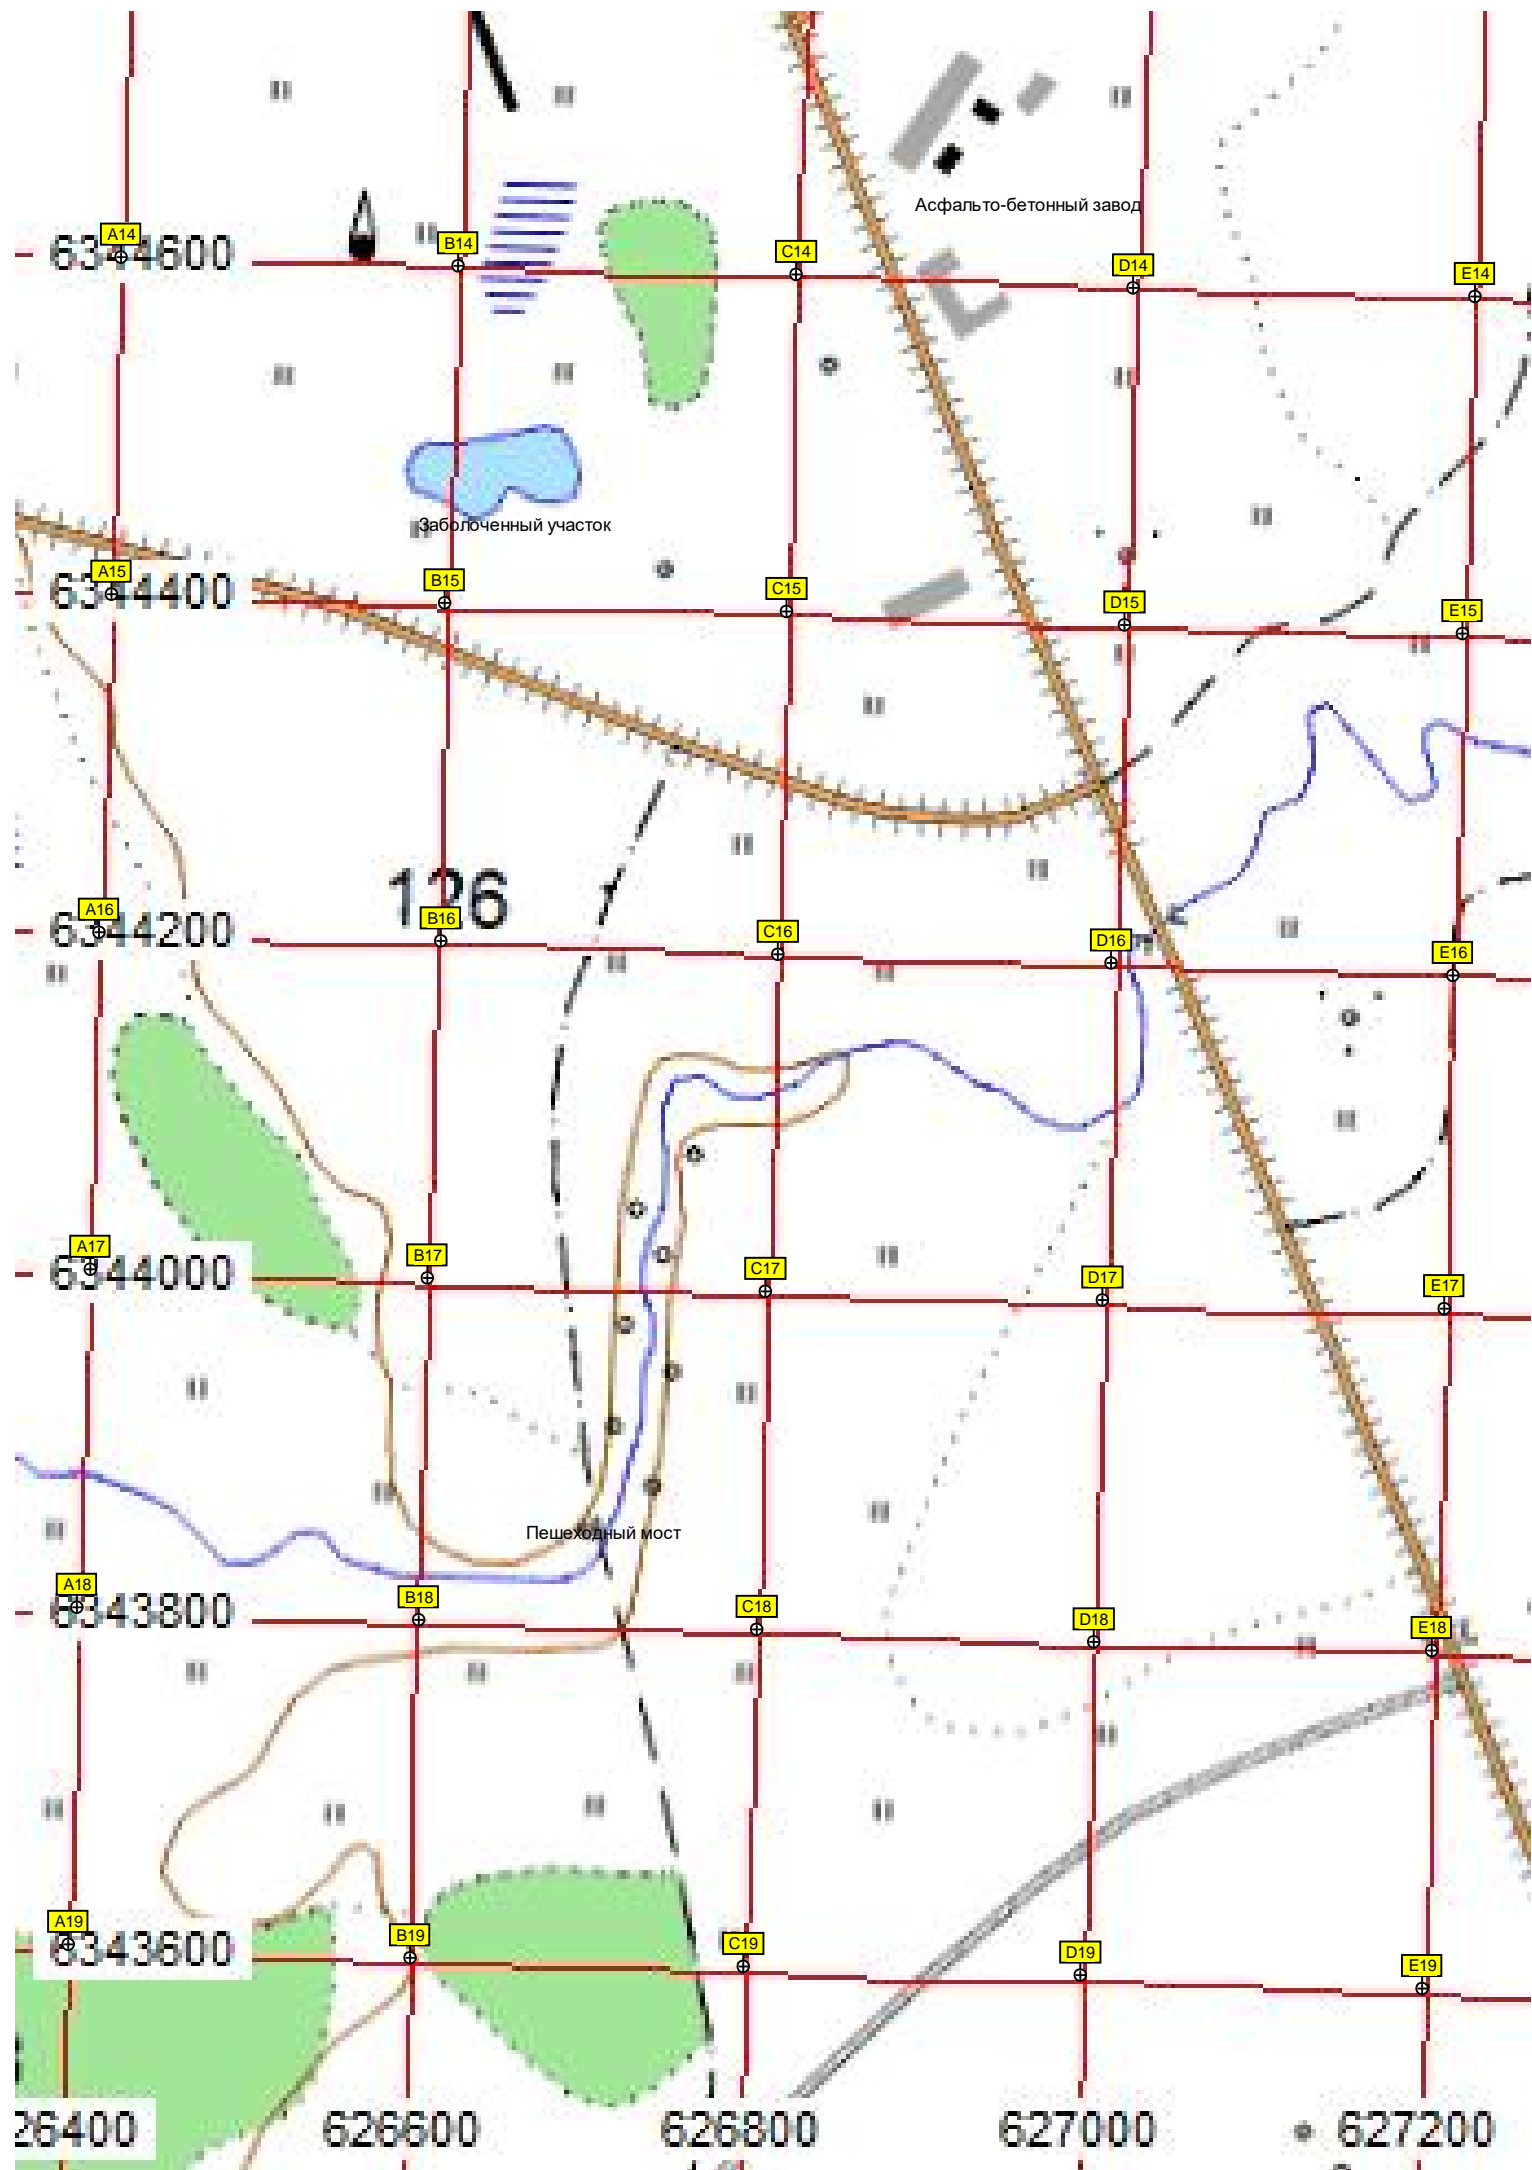 Асфальто-бетонный завод
A14
6344600
B14
C14
D14
E14
Заболоченный участок
A15
6344400
B15
C15
D15
E15
126
A16
6344200
B16
C16
D16
E16
A17
6344000
B17
C17
D17
E17
Пешеходный мост
A18
6343800
B18
C18
D18
E18
A19
6343600
B19
C19
D19
E19
26400
626600
626800
627000
627200